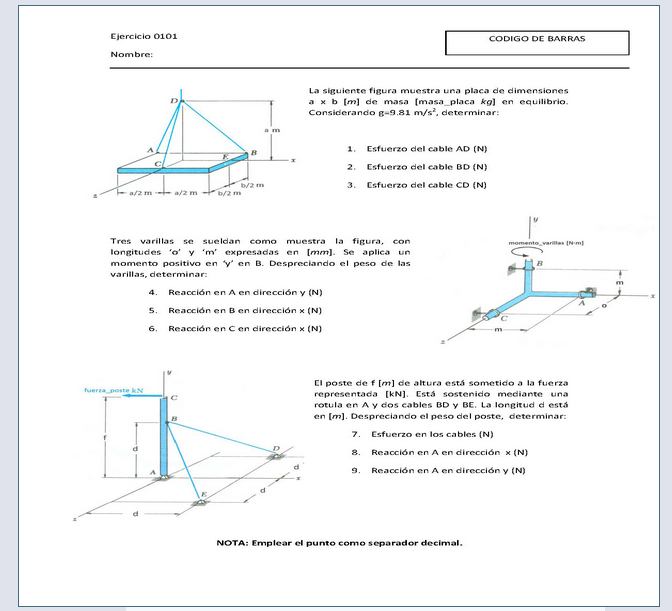 Ejercicio 0101
CODIGO DE BARRAS
Nombre:
La siguiente figura muestra una placa de dimensiones
a x b [m] de masa [masa_placa kg] en equilibrio.
Considerando g=9.81 m/s², determinar:
1. Esfuerzo del cable AD (N)
2. Esfuerzo del cable BD (N)
3. Esfuerzo del cable CD (N)
D
a m
A
B
E
C
x
z
a/2 m
a/2 m
b/2 m
b/2 m
Tres varillas se sueldan como muestra la figura, con
longitudes 'o' y 'm' expresadas en [mm]. Se aplica un
momento positivo en 'y' en B. Despreciando el peso de las
varillas, determinar:
4. Reacción en A en dirección y (N)
5. Reacción en B en dirección x (N)
6. Reacción en C en dirección x (N)
y
momento_varillas [N·m]
B
m
x
A
o
C
m
z
y
fuerza_poste kN
C
B
f
d
D
A
d
x
E
d
d
z
El poste de f [m] de altura está sometido a la fuerza
representada [kN]. Está sostenido mediante una
rotula en A y dos cables BD y BE. La longitud d está
en [m]. Despreciando el peso del poste, determinar:
7. Esfuerzo en los cables (N)
8. Reacción en A en dirección x (N)
9. Reacción en A en dirección y (N)
NOTA: Emplear el punto como separador decimal.